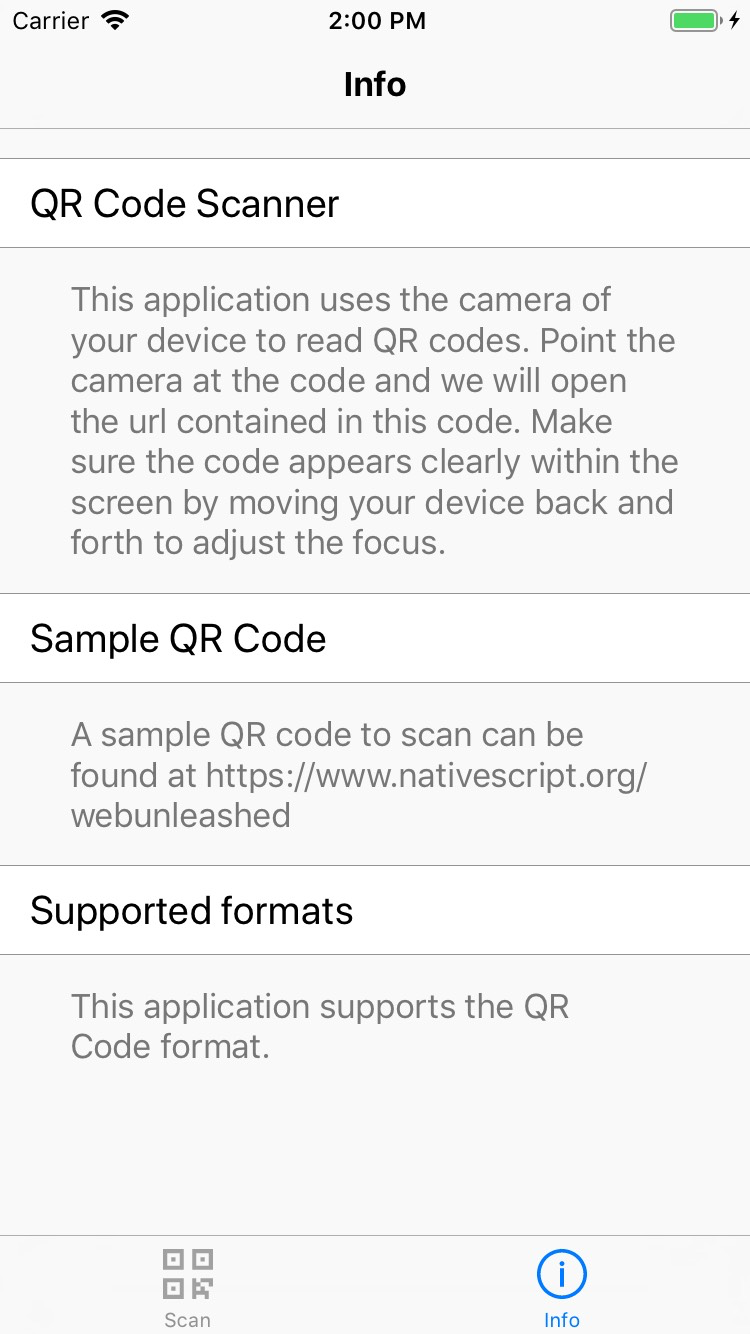 Carrier 2:00 PM
Info
QR Code Scanner
This application uses the camera of
your device to read QR codes. Point the
camera at the code and we will open
the url contained in this code. Make
sure the code appears clearly within the
screen by moving your device back and
forth to adjust the focus.
Sample QR Code
A sample QR code to scan can be
found at https://www.nativescript.org/
webunleashed
Supported formats
This application supports the QR
Code format.
Scan Info